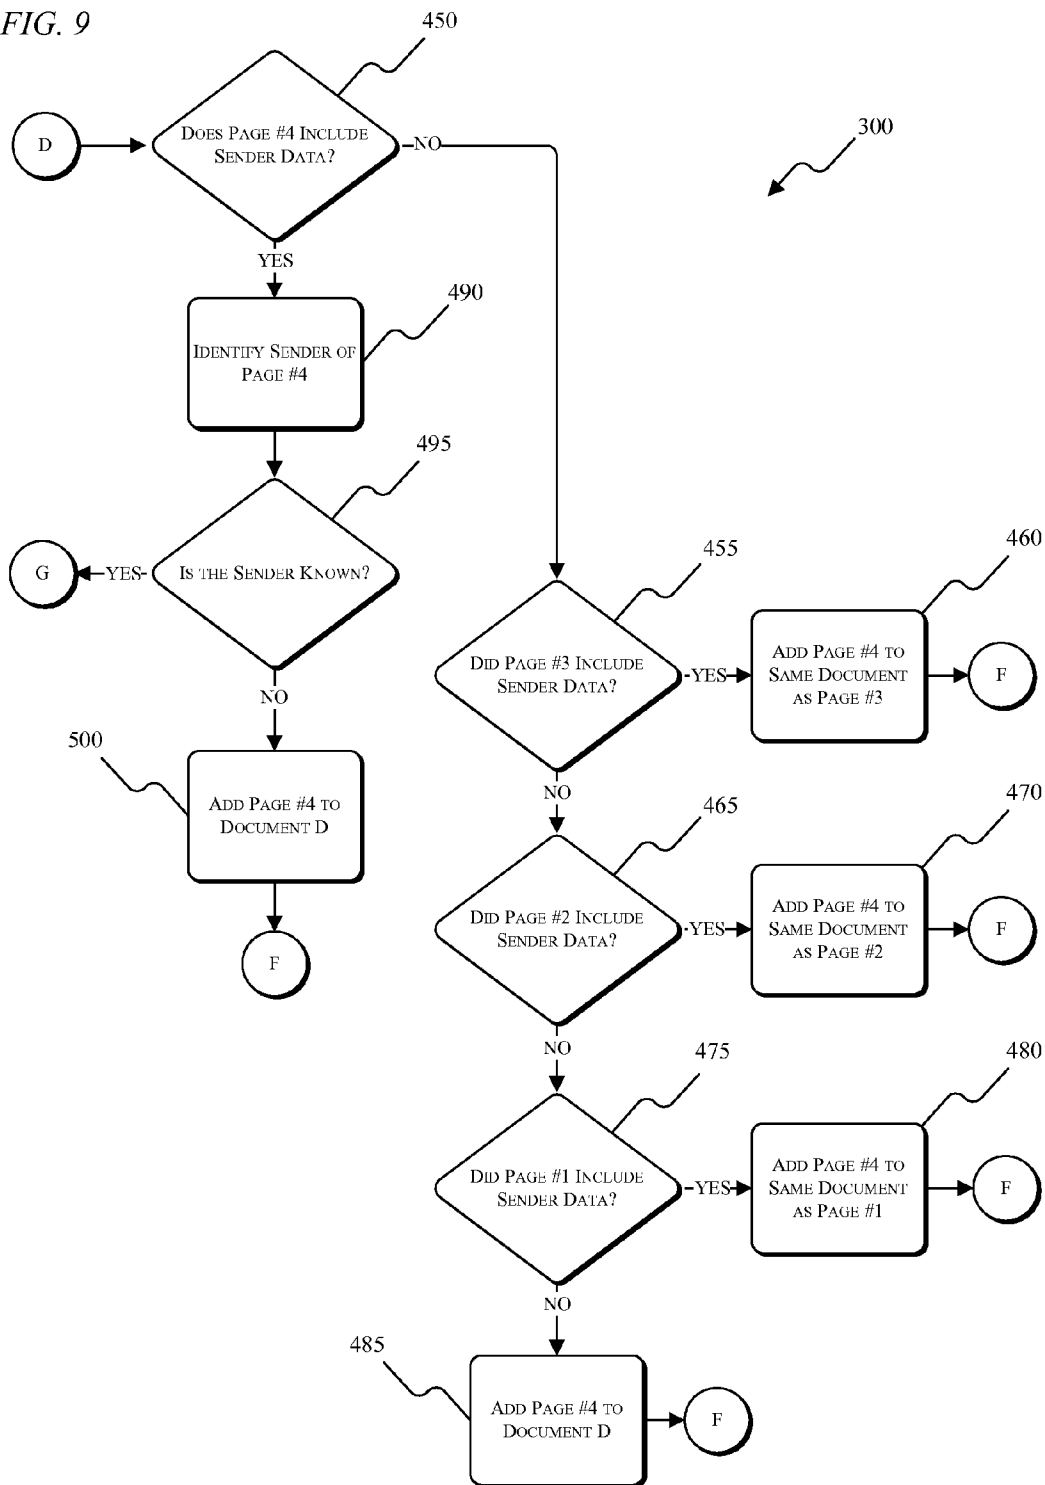 FIG. 9
450
D
DOES PAGE #4 INCLUDE
SENDER DATA?
NO
300
YES
490
IDENTIFY SENDER OF
PAGE #4
495
G
YES
IS THE SENDER KNOWN?
NO
500
ADD PAGE #4 TO
DOCUMENT D
F
455
DID PAGE #3 INCLUDE
SENDER DATA?
YES
460
ADD PAGE #4 TO
SAME DOCUMENT
AS PAGE #3
F
NO
465
DID PAGE #2 INCLUDE
SENDER DATA?
YES
470
ADD PAGE #4 TO
SAME DOCUMENT
AS PAGE #2
F
NO
475
DID PAGE #1 INCLUDE
SENDER DATA?
YES
480
ADD PAGE #4 TO
SAME DOCUMENT
AS PAGE #1
F
NO
485
ADD PAGE #4 TO
DOCUMENT D
F